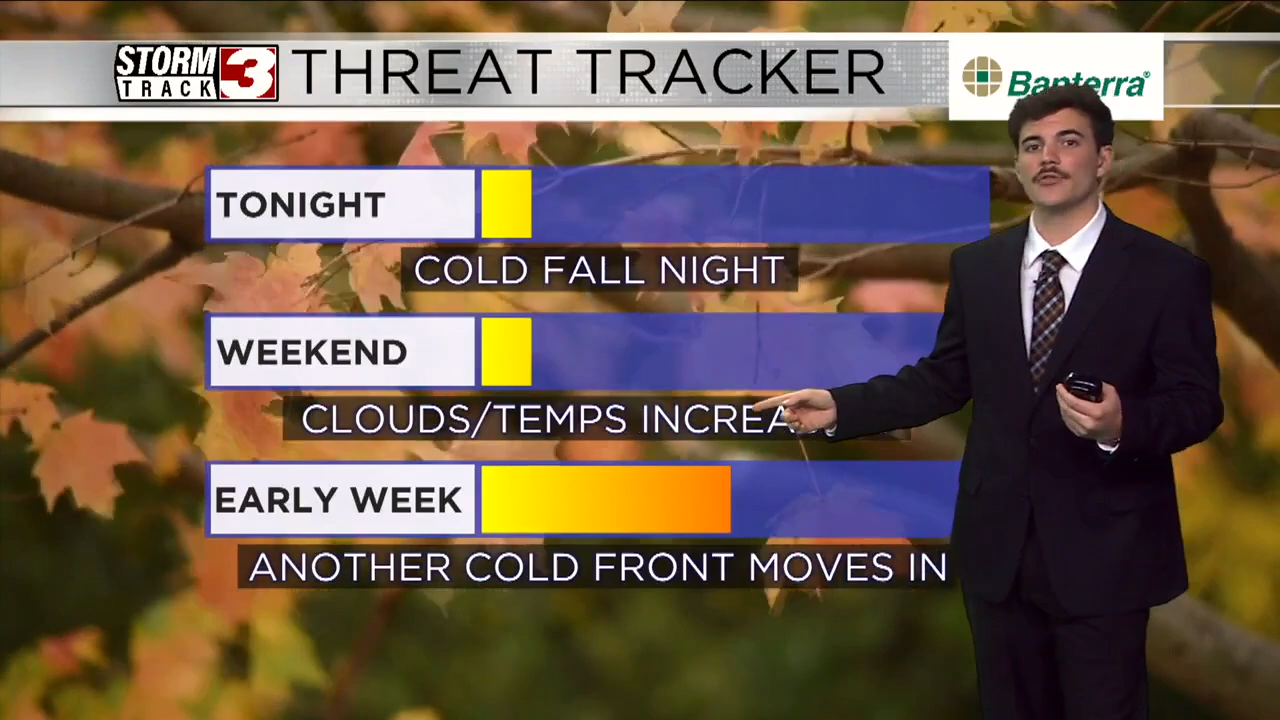 STORM
TRACK 3
THREAT TRACKER
Banterra®
TONIGHT
COLD FALL NIGHT
WEEKEND
CLOUDS/TEMPS
EARLY WEEK
ANOTHER COLD FRONT MOVES IN